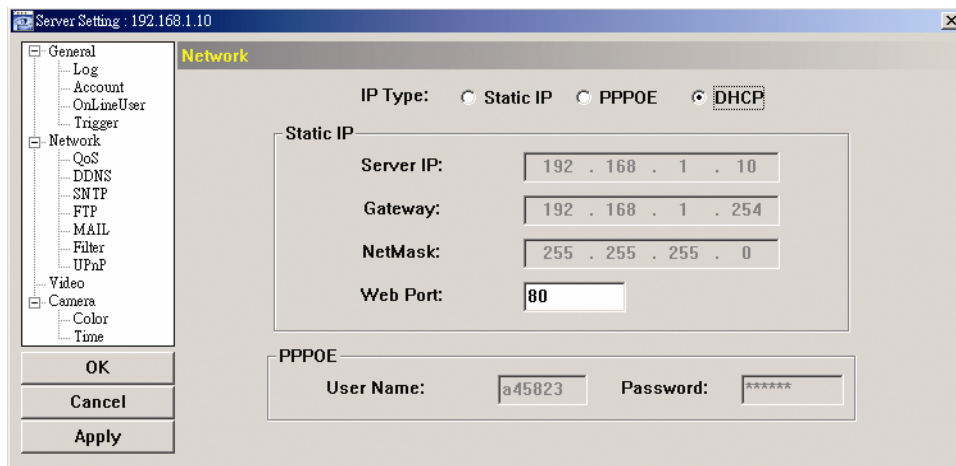 Server Setting : 192.168.1.10
General
Log
Account
OnLineUser
Trigger
Network
QoS
DDNS
SNTP
FTP
MAIL
Filter
UPnP
Video
Camera
Color
Time
OK
Cancel
Apply
Network
IP Type: Static IP PPPOE DHCP
Static IP
Server IP: 192 . 168 . 1 . 10
Gateway: 192 . 168 . 1 . 254
NetMask: 255 . 255 . 255 . 0
Web Port: 80
PPPOE
User Name: a45823 Password: ******